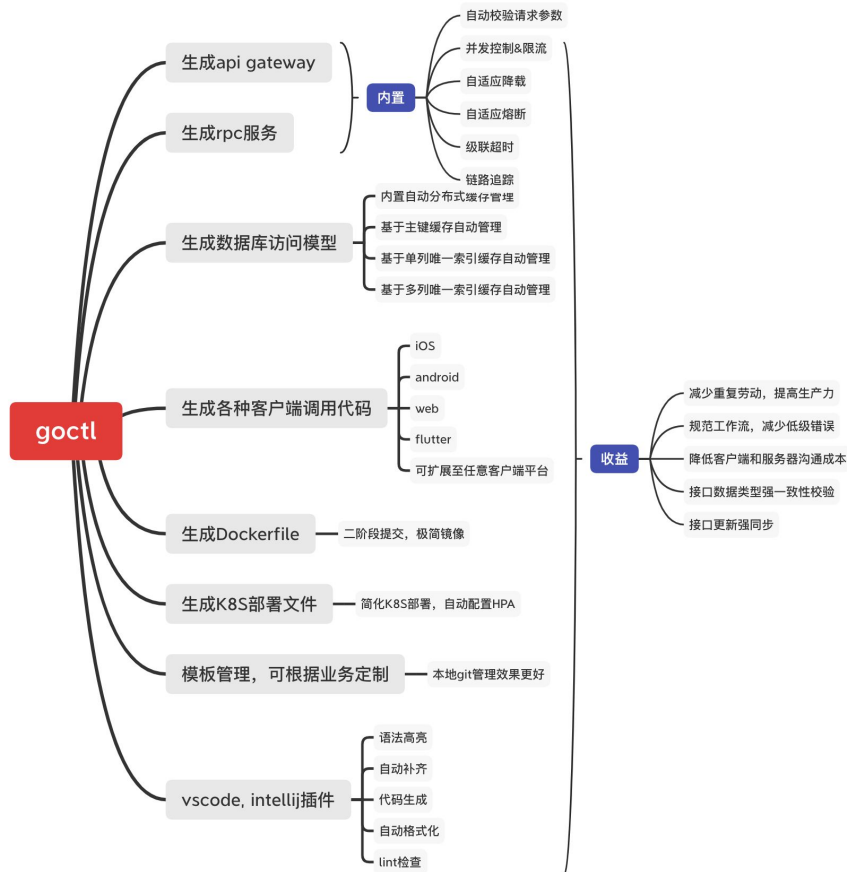 goctl
生成api gateway
生成rpc服务
内置
自动校验请求参数
并发控制&限流
自适应降载
自适应熔断
级联超时
链路追踪
生成数据库访问模型
内置自动分布式缓存管理
基于主键缓存自动管理
基于单列唯一索引缓存自动管理
基于多列唯一索引缓存自动管理
生成各种客户端调用代码
iOS
android
web
flutter
可扩展至任意客户端平台
生成Dockerfile
二阶段提交，极简镜像
生成K8S部署文件
简化K8S部署，自动配置HPA
模板管理，可根据业务定制
本地git管理效果更好
vscode, intellij插件
语法高亮
自动补齐
代码生成
自动格式化
lint检查
收益
减少重复劳动，提高生产力
规范工作流，减少低级错误
降低客户端和服务器沟通成本
接口数据类型强一致性校验
接口更新强同步